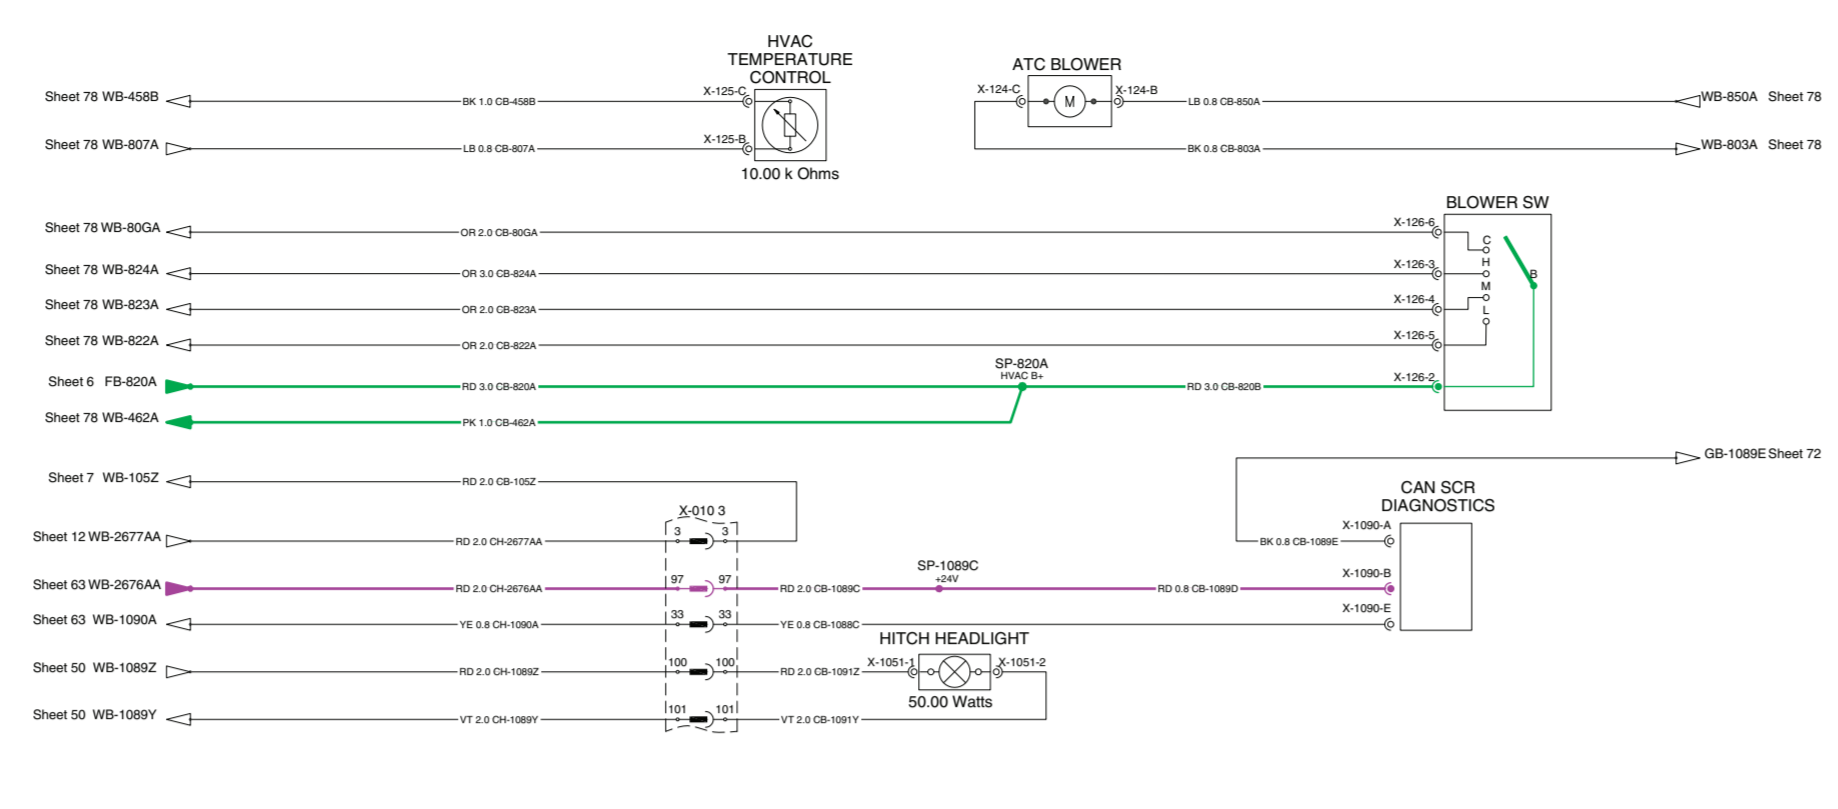 HVAC
TEMPERATURE
CONTROL
ATC BLOWER
Sheet 78 WB-458B
BK 1.0 CB-458B
X-125-C
X-124-C
M
X-124-B
LB 0.8 CB-850A
WB-850A Sheet 78
Sheet 78 WB-807A
LB 0.8 CB-807A
X-125-B
BK 0.8 CB-803A
WB-803A Sheet 78
10.00 k Ohms
BLOWER SW
Sheet 78 WB-80GA
OR 2.0 CB-80GA
X-126-6
C
Sheet 78 WB-824A
OR 3.0 CB-824A
X-126-3
H
B
Sheet 78 WB-823A
OR 2.0 CB-823A
X-126-4
M
Sheet 78 WB-822A
OR 2.0 CB-822A
X-126-5
L
SP-820A
HVAC B+
Sheet 6 FB-820A
RD 3.0 CB-820A
RD 3.0 CB-820B
X-126-2
Sheet 78 WB-462A
PK 1.0 CB-462A
GB-1089E Sheet 72
Sheet 7 WB-105Z
RD 2.0 CB-105Z
CAN SCR
DIAGNOSTICS
X-010 3
Sheet 12 WB-2677AA
RD 2.0 CH-2677AA
3 3
BK 0.8 CB-1089E
X-1090-A
SP-1089C
+24V
Sheet 63 WB-2676AA
RD 2.0 CH-2676AA
97 97
RD 2.0 CB-1089C
RD 0.8 CB-1089D
X-1090-B
Sheet 63 WB-1090A
YE 0.8 CH-1090A
33 33
YE 0.8 CB-1088C
X-1090-E
HITCH HEADLIGHT
Sheet 50 WB-1089Z
RD 2.0 CH-1089Z
100 100
RD 2.0 CB-1091Z
X-1051-1
X-1051-2
50.00 Watts
Sheet 50 WB-1089Y
VT 2.0 CH-1089Y
101 101
VT 2.0 CB-1091Y